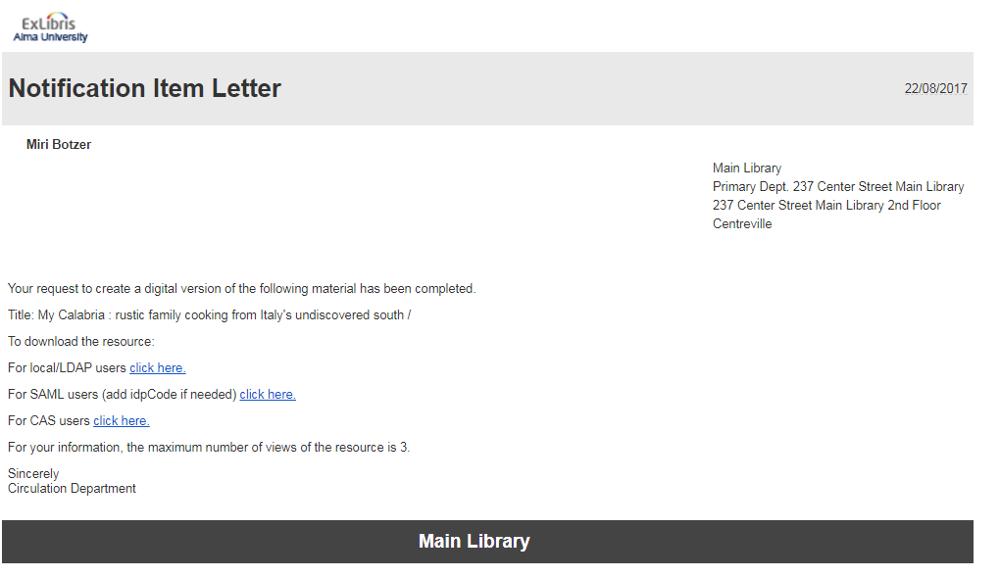 ExLibris
Alma University
Notification Item Letter
22/08/2017
Miri Botzer
Main Library
Primary Dept. 237 Center Street Main Library
237 Center Street Main Library 2nd Floor
Centreville
Your request to create a digital version of the following material has been completed.
Title: My Calabria : rustic family cooking from Italy's undiscovered south /
To download the resource:
For local/LDAP users click here.
For SAML users (add idpCode if needed) click here.
For CAS users click here.
For your information, the maximum number of views of the resource is 3.
Sincerely
Circulation Department
Main Library